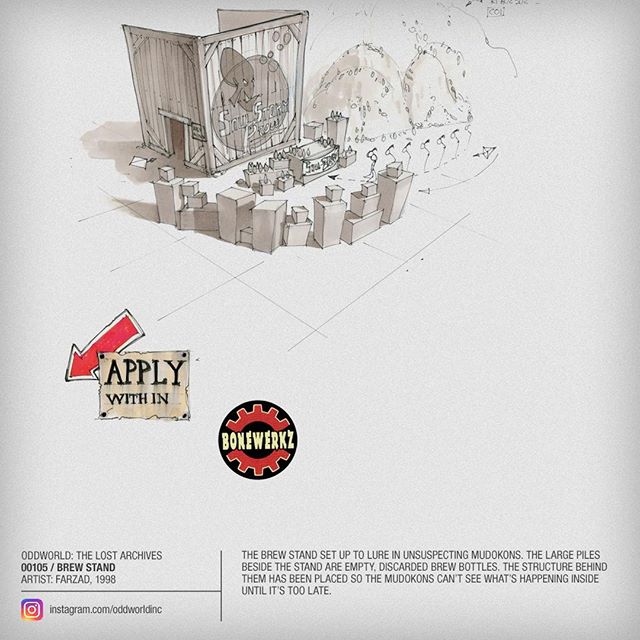 [COL]
SOUL STORM
BREW
APPLY
WITH IN
BONEWERKZ
ODDWORLD: THE LOST ARCHIVES
00105 / BREW STAND
ARTIST: FARZAD, 1998
instagram.com/oddworldinc
THE BREW STAND SET UP TO LURE IN UNSUSPECTING MUDOKONS. THE LARGE PILES
BESIDE THE STAND ARE EMPTY, DISCARDED BREW BOTTLES. THE STRUCTURE BEHIND
THEM HAS BEEN PLACED SO THE MUDOKONS CAN'T SEE WHAT'S HAPPENING INSIDE
UNTIL IT'S TOO LATE.